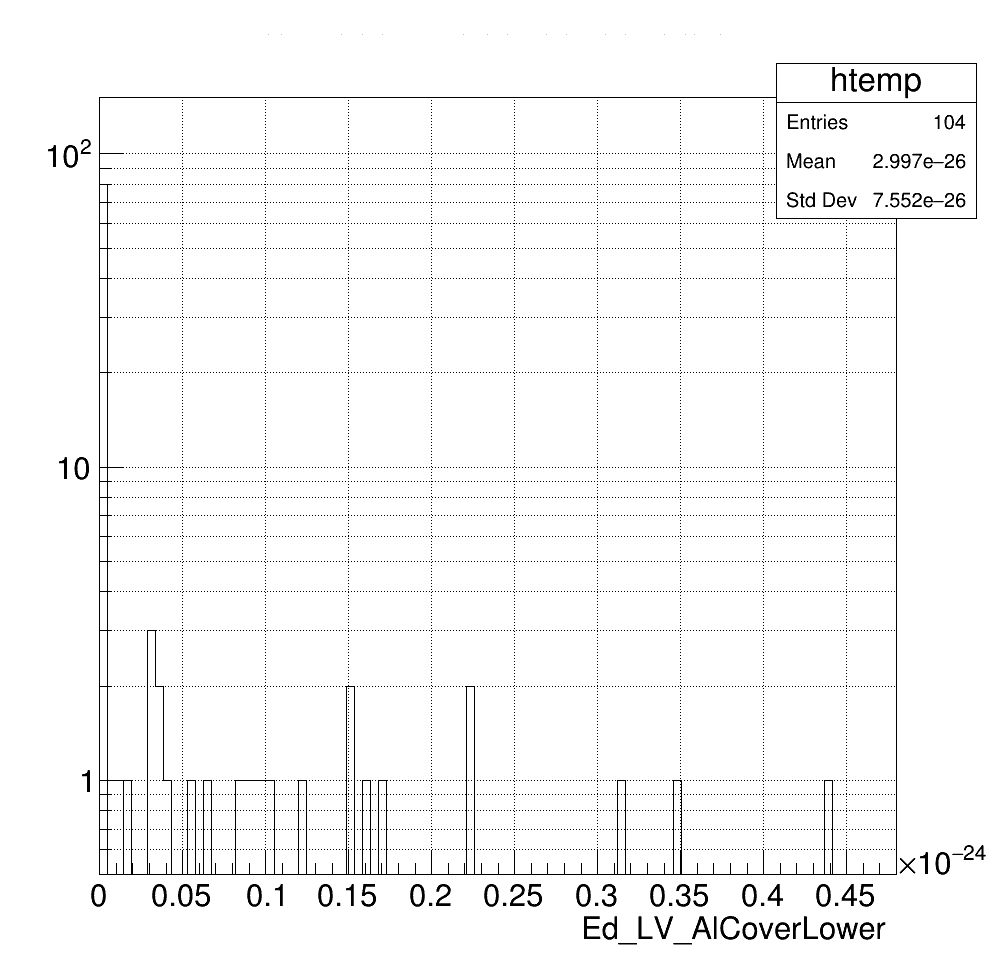 htemp
Entries 104
Mean 2.997e−26
Std Dev 7.552e−26
10²
10
1
×10⁻²⁴
0 0.05 0.1 0.15 0.2 0.25 0.3 0.35 0.4 0.45
Ed_LV_AlCoverLower